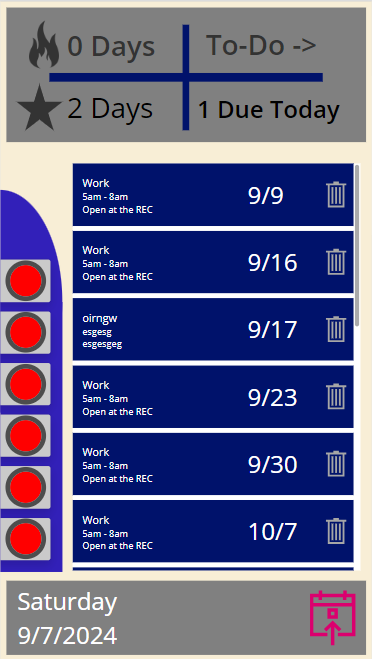 0 Days
To-Do ->
2 Days
1 Due Today
Work
5am - 8am
Open at the REC
9/9
Work
5am - 8am
Open at the REC
9/16
oirngw
esgesg
esgesgeg
9/17
Work
5am - 8am
Open at the REC
9/23
Work
5am - 8am
Open at the REC
9/30
Work
5am - 8am
Open at the REC
10/7
Saturday
9/7/2024